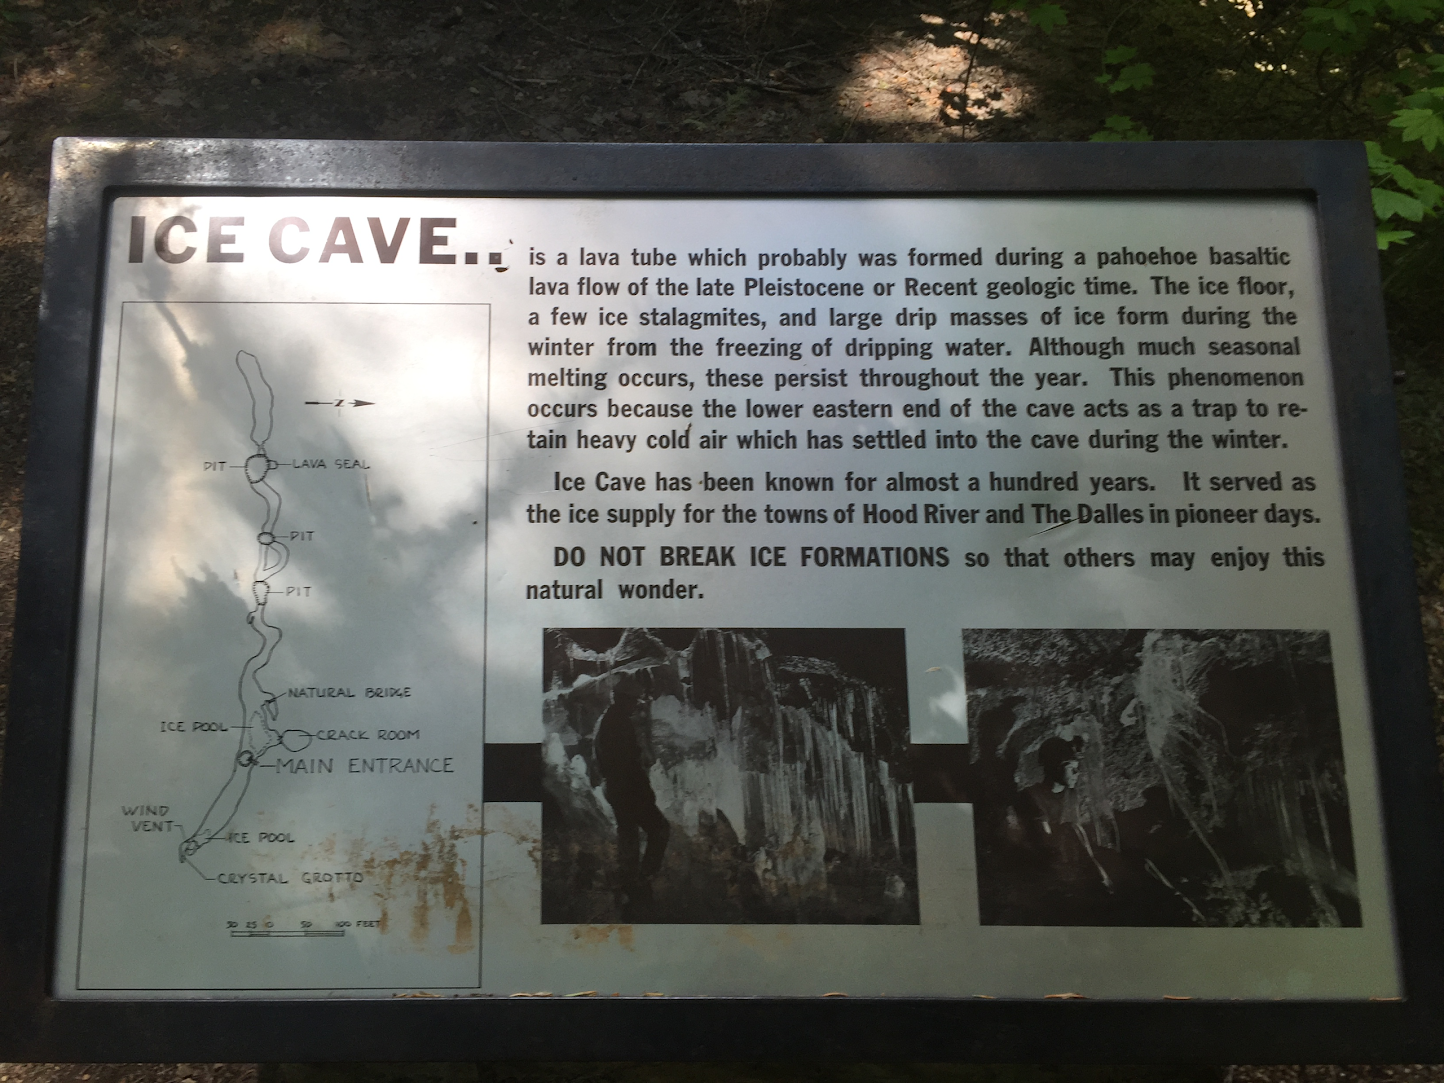 ICE CAVE...
is a lava tube which probably was formed during a pahoehoe basaltic
lava flow of the late Pleistocene or Recent geologic time. The ice floor,
a few ice stalagmites, and large drip masses of ice form during the
winter from the freezing of dripping water. Although much seasonal
melting occurs, these persist throughout the year. This phenomenon
occurs because the lower eastern end of the cave acts as a trap to re-
tain heavy cold air which has settled into the cave during the winter.
Ice Cave has been known for almost a hundred years. It served as
the ice supply for the towns of Hood River and The Dalles in pioneer days.
DO NOT BREAK ICE FORMATIONS so that others may enjoy this
natural wonder.
N
PIT
LAVA SEAL
PIT
PIT
NATURAL BRIDGE
ICE POOL
CRACK ROOM
MAIN ENTRANCE
WIND
VENT
ICE POOL
CRYSTAL GROTTO
50 25 0 50 100 FEET